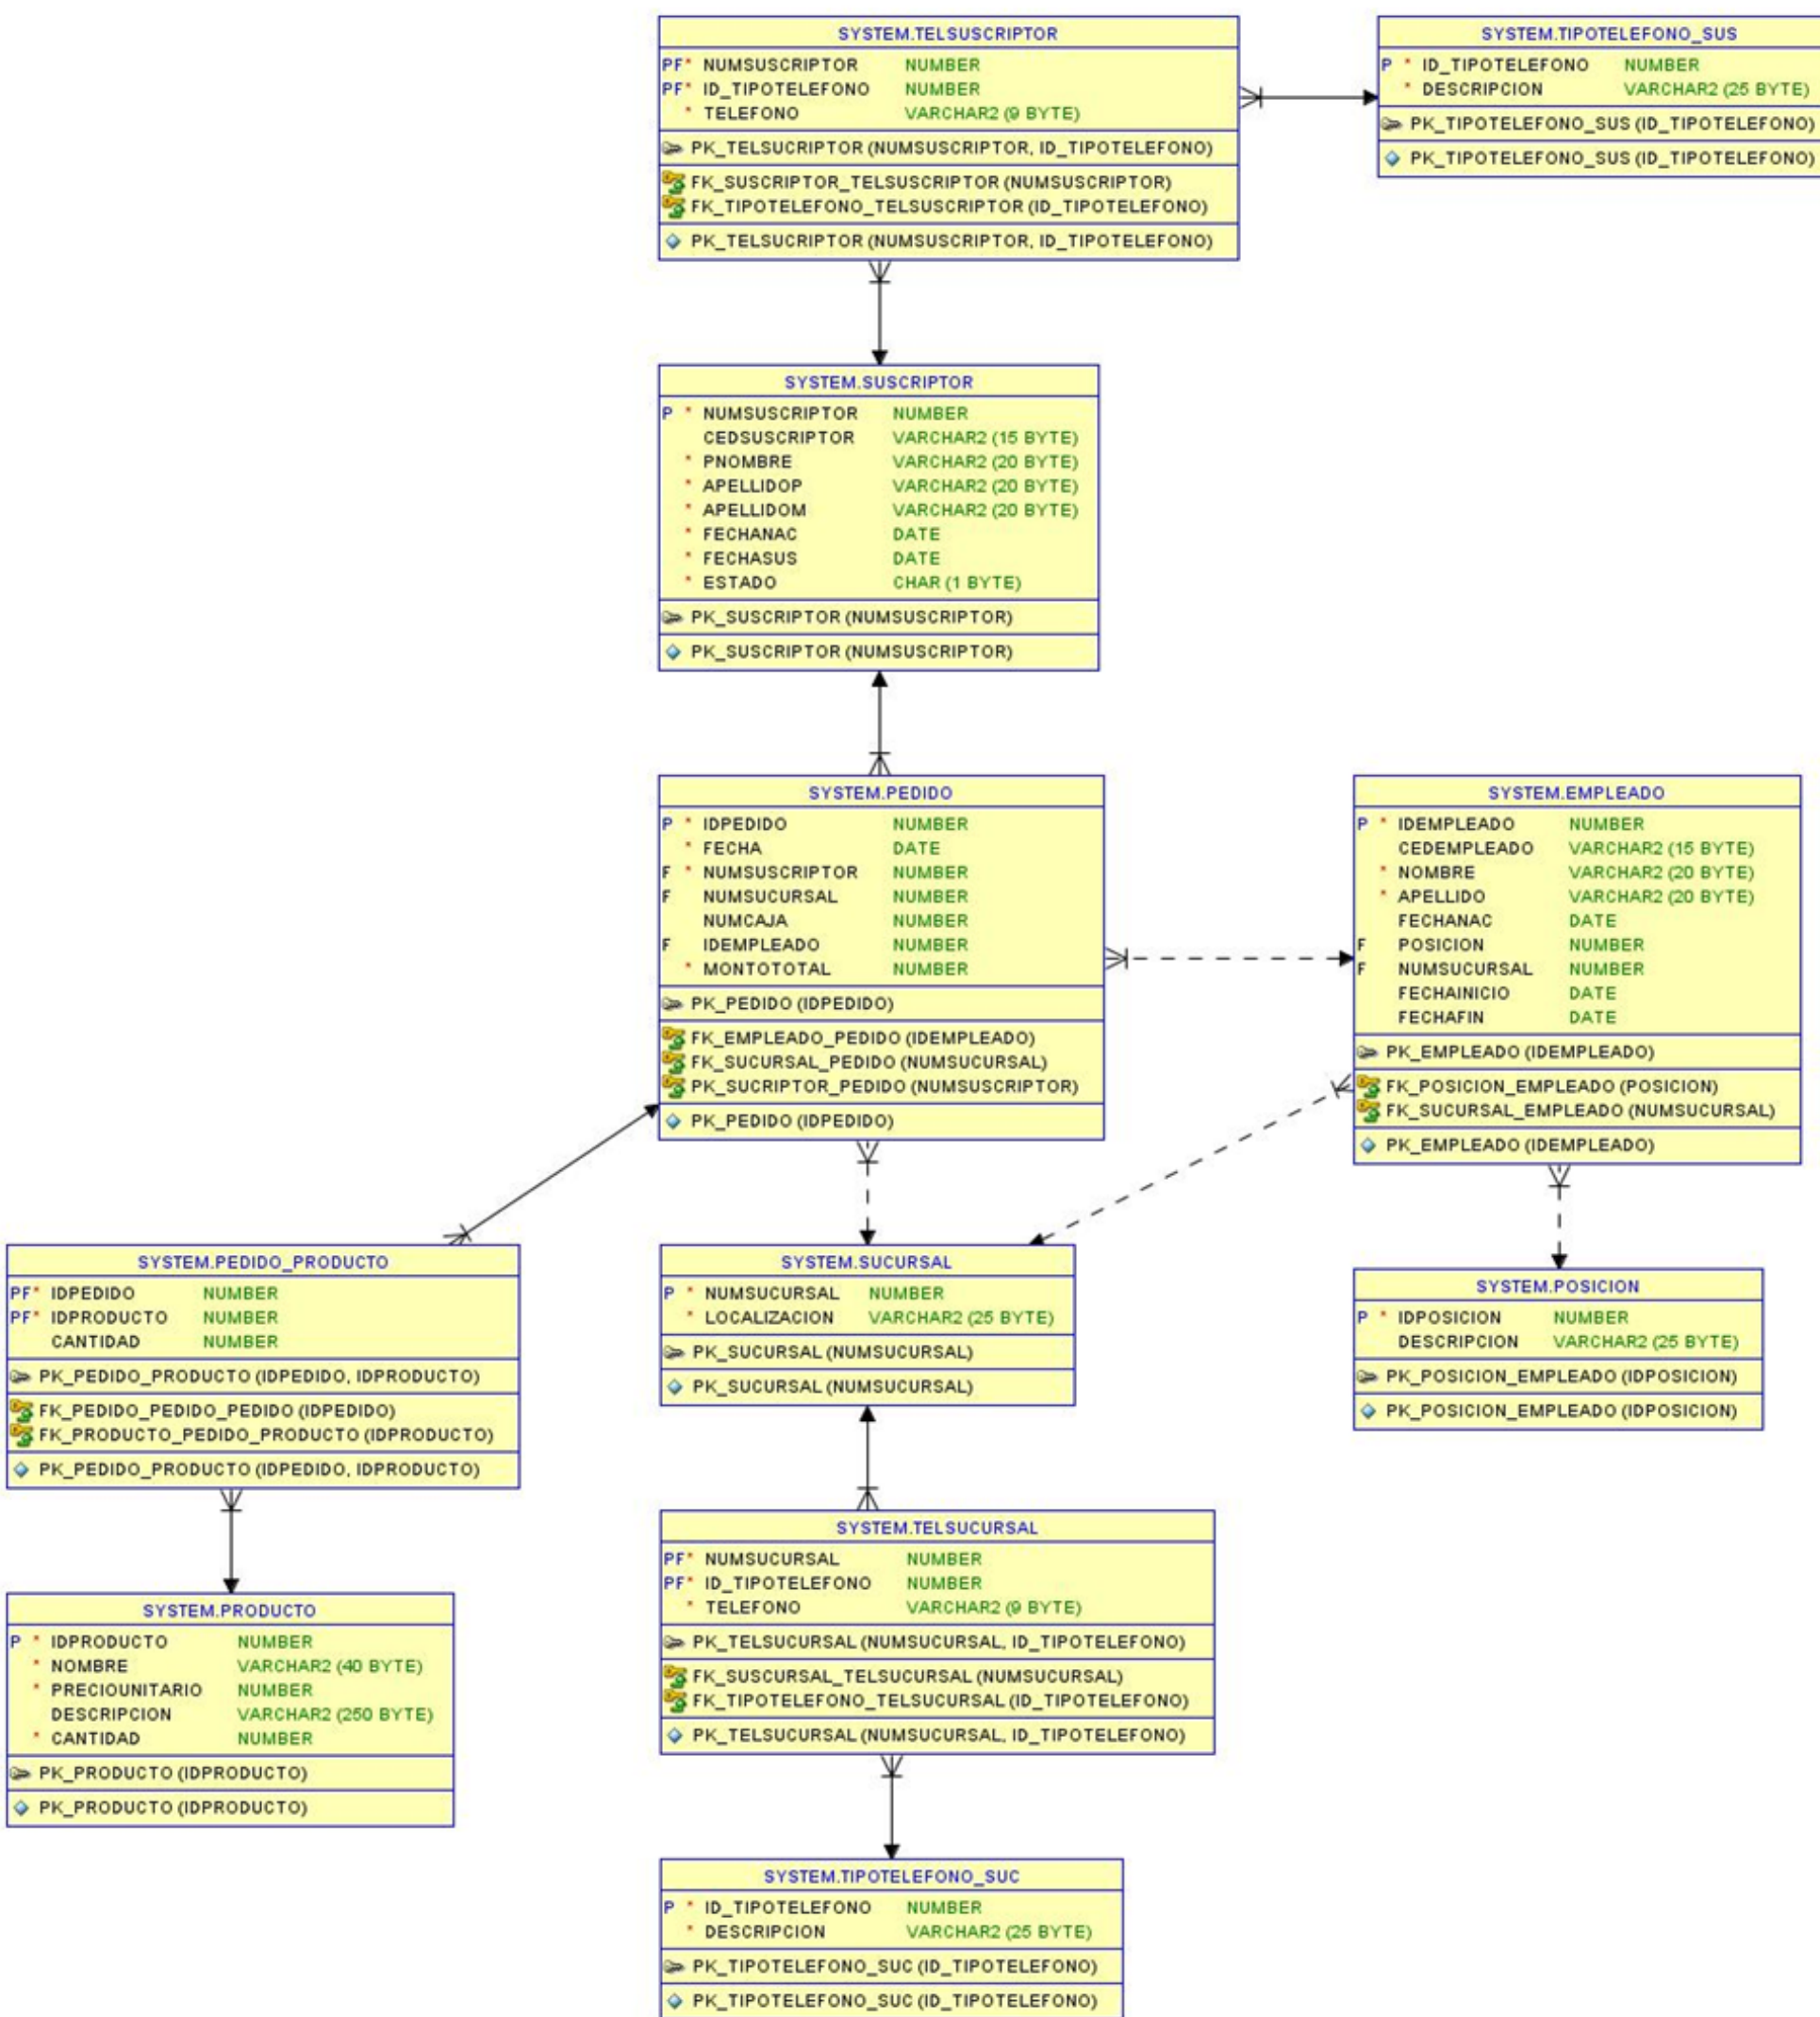 SYSTEM.TELSUSCRIPTOR
PF* NUMSUSCRIPTOR NUMBER
PF* ID_TIPOTELEFONO NUMBER
* TELEFONO VARCHAR2 (9 BYTE)
PK_TELSUCRIPTOR (NUMSUSCRIPTOR, ID_TIPOTELEFONO)
FK_SUSCRIPTOR_TELSUSCRIPTOR (NUMSUSCRIPTOR)
FK_TIPOTELEFONO_TELSUSCRIPTOR (ID_TIPOTELEFONO)
PK_TELSUCRIPTOR (NUMSUSCRIPTOR, ID_TIPOTELEFONO)
SYSTEM.TIPOTELEFONO_SUS
P * ID_TIPOTELEFONO NUMBER
* DESCRIPCION VARCHAR2 (25 BYTE)
PK_TIPOTELEFONO_SUS (ID_TIPOTELEFONO)
PK_TIPOTELEFONO_SUS (ID_TIPOTELEFONO)
SYSTEM.SUSCRIPTOR
P * NUMSUSCRIPTOR NUMBER
CEDSUSCRIPTOR VARCHAR2 (15 BYTE)
* PNOMBRE VARCHAR2 (20 BYTE)
* APELLIDOP VARCHAR2 (20 BYTE)
* APELLIDOM VARCHAR2 (20 BYTE)
* FECHANAC DATE
* FECHASUS DATE
* ESTADO CHAR (1 BYTE)
PK_SUSCRIPTOR (NUMSUSCRIPTOR)
PK_SUSCRIPTOR (NUMSUSCRIPTOR)
SYSTEM.PEDIDO
P * IDPEDIDO NUMBER
* FECHA DATE
F * NUMSUSCRIPTOR NUMBER
F NUMSUCURSAL NUMBER
NUMCAJA NUMBER
F IDEMPLEADO NUMBER
* MONTOTOTAL NUMBER
PK_PEDIDO (IDPEDIDO)
FK_EMPLEADO_PEDIDO (IDEMPLEADO)
FK_SUCURSAL_PEDIDO (NUMSUCURSAL)
PK_SUCRIPTOR_PEDIDO (NUMSUSCRIPTOR)
PK_PEDIDO (IDPEDIDO)
SYSTEM.EMPLEADO
P * IDEMPLEADO NUMBER
CEDEMPLEADO VARCHAR2 (15 BYTE)
* NOMBRE VARCHAR2 (20 BYTE)
* APELLIDO VARCHAR2 (20 BYTE)
FECHANAC DATE
F POSICION NUMBER
F NUMSUCURSAL NUMBER
FECHAINICIO DATE
FECHAFIN DATE
PK_EMPLEADO (IDEMPLEADO)
FK_POSICION_EMPLEADO (POSICION)
FK_SUCURSAL_EMPLEADO (NUMSUCURSAL)
PK_EMPLEADO (IDEMPLEADO)
SYSTEM.PEDIDO_PRODUCTO
PF* IDPEDIDO NUMBER
PF* IDPRODUCTO NUMBER
CANTIDAD NUMBER
PK_PEDIDO_PRODUCTO (IDPEDIDO, IDPRODUCTO)
FK_PEDIDO_PEDIDO_PEDIDO (IDPEDIDO)
FK_PRODUCTO_PEDIDO_PRODUCTO (IDPRODUCTO)
PK_PEDIDO_PRODUCTO (IDPEDIDO, IDPRODUCTO)
SYSTEM.SUCURSAL
P * NUMSUCURSAL NUMBER
* LOCALIZACION VARCHAR2 (25 BYTE)
PK_SUCURSAL (NUMSUCURSAL)
PK_SUCURSAL (NUMSUCURSAL)
SYSTEM.POSICION
P * IDPOSICION NUMBER
DESCRIPCION VARCHAR2 (25 BYTE)
PK_POSICION_EMPLEADO (IDPOSICION)
PK_POSICION_EMPLEADO (IDPOSICION)
SYSTEM.PRODUCTO
P * IDPRODUCTO NUMBER
* NOMBRE VARCHAR2 (40 BYTE)
* PRECIOUNITARIO NUMBER
DESCRIPCION VARCHAR2 (250 BYTE)
* CANTIDAD NUMBER
PK_PRODUCTO (IDPRODUCTO)
PK_PRODUCTO (IDPRODUCTO)
SYSTEM.TELSUCURSAL
PF* NUMSUCURSAL NUMBER
PF* ID_TIPOTELEFONO NUMBER
* TELEFONO VARCHAR2 (9 BYTE)
PK_TELSUCURSAL (NUMSUCURSAL, ID_TIPOTELEFONO)
FK_SUSCURSAL_TELSUCURSAL (NUMSUCURSAL)
FK_TIPOTELEFONO_TELSUCURSAL (ID_TIPOTELEFONO)
PK_TELSUCURSAL (NUMSUCURSAL, ID_TIPOTELEFONO)
SYSTEM.TIPOTELEFONO_SUC
P * ID_TIPOTELEFONO NUMBER
* DESCRIPCION VARCHAR2 (25 BYTE)
PK_TIPOTELEFONO_SUC (ID_TIPOTELEFONO)
PK_TIPOTELEFONO_SUC (ID_TIPOTELEFONO)